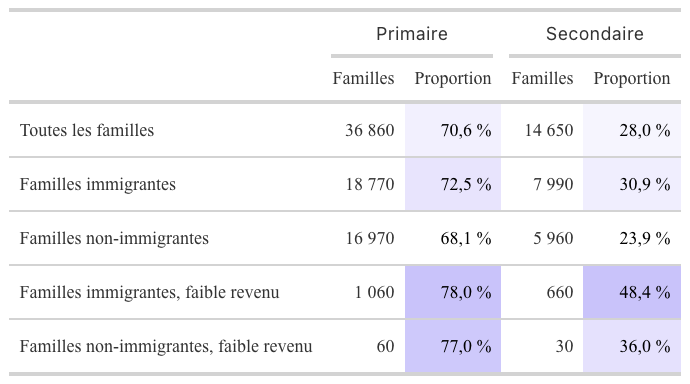 Primaire Secondaire
Familles Proportion Familles Proportion
Toutes les familles 36 860 70,6 % 14 650 28,0 %
Familles immigrantes 18 770 72,5 % 7 990 30,9 %
Familles non-immigrantes 16 970 68,1 % 5 960 23,9 %
Familles immigrantes, faible revenu 1 060 78,0 % 660 48,4 %
Familles non-immigrantes, faible revenu 60 77,0 % 30 36,0 %